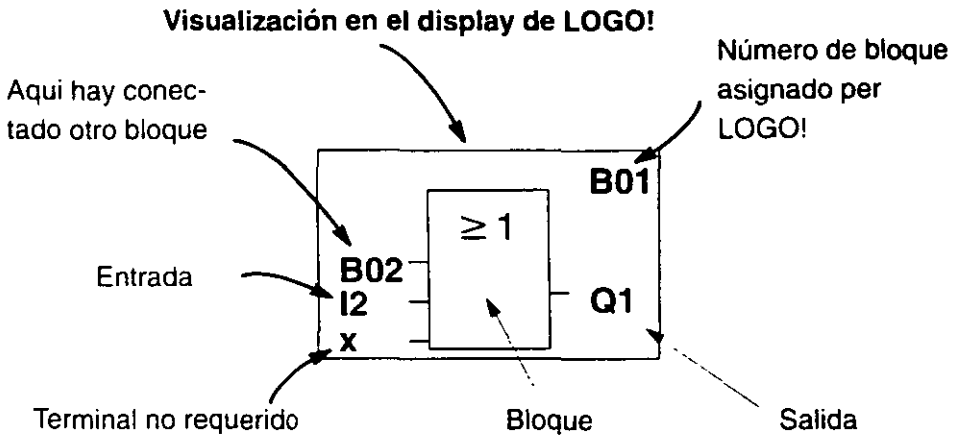 Visualización en el display de LOGO!
Número de bloque
asignado per
LOGO!
Aqui hay conec-
tado otro bloque
B01
≥ 1
B02
Entrada
I2
Q1
x
Terminal no requerido
Bloque
Salida